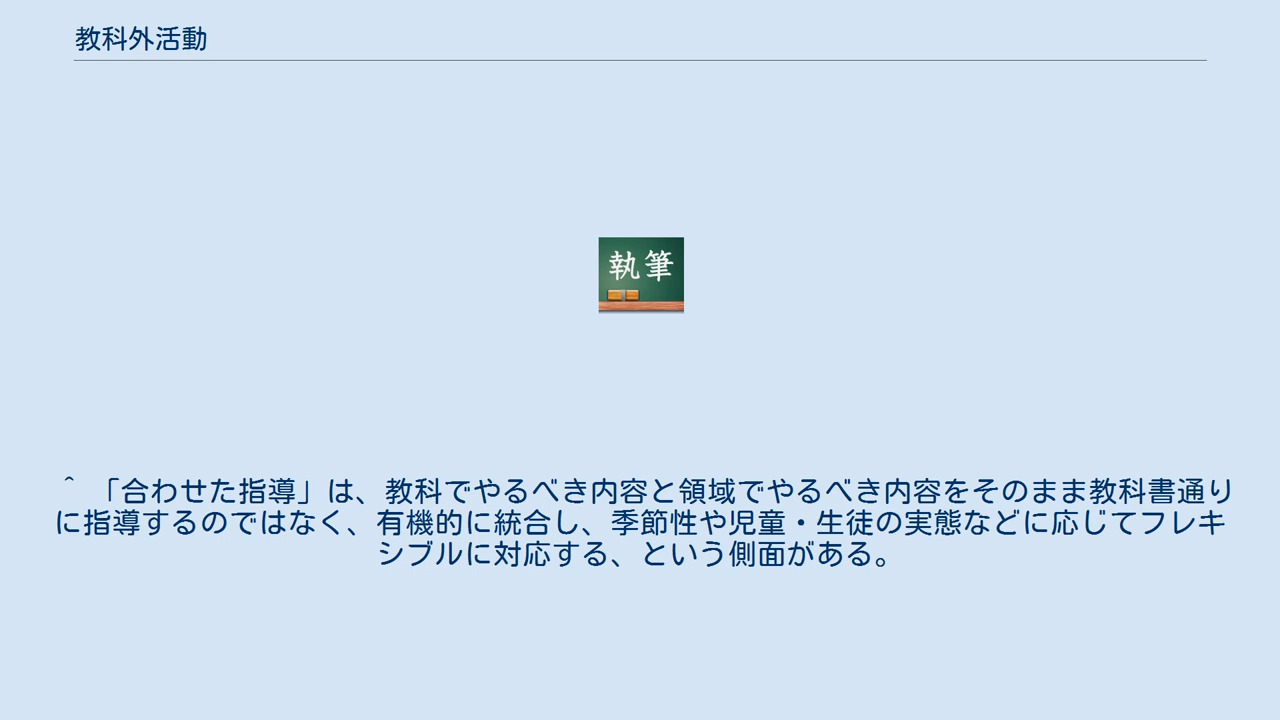 教科外活動
執筆
^ 「合わせた指導」は、教科でやるべき内容と領域でやるべき内容をそのまま教科書通り
に指導するのではなく、有機的に統合し、季節性や児童・生徒の実態などに応じてフレキ
シブルに対応する、という側面がある。